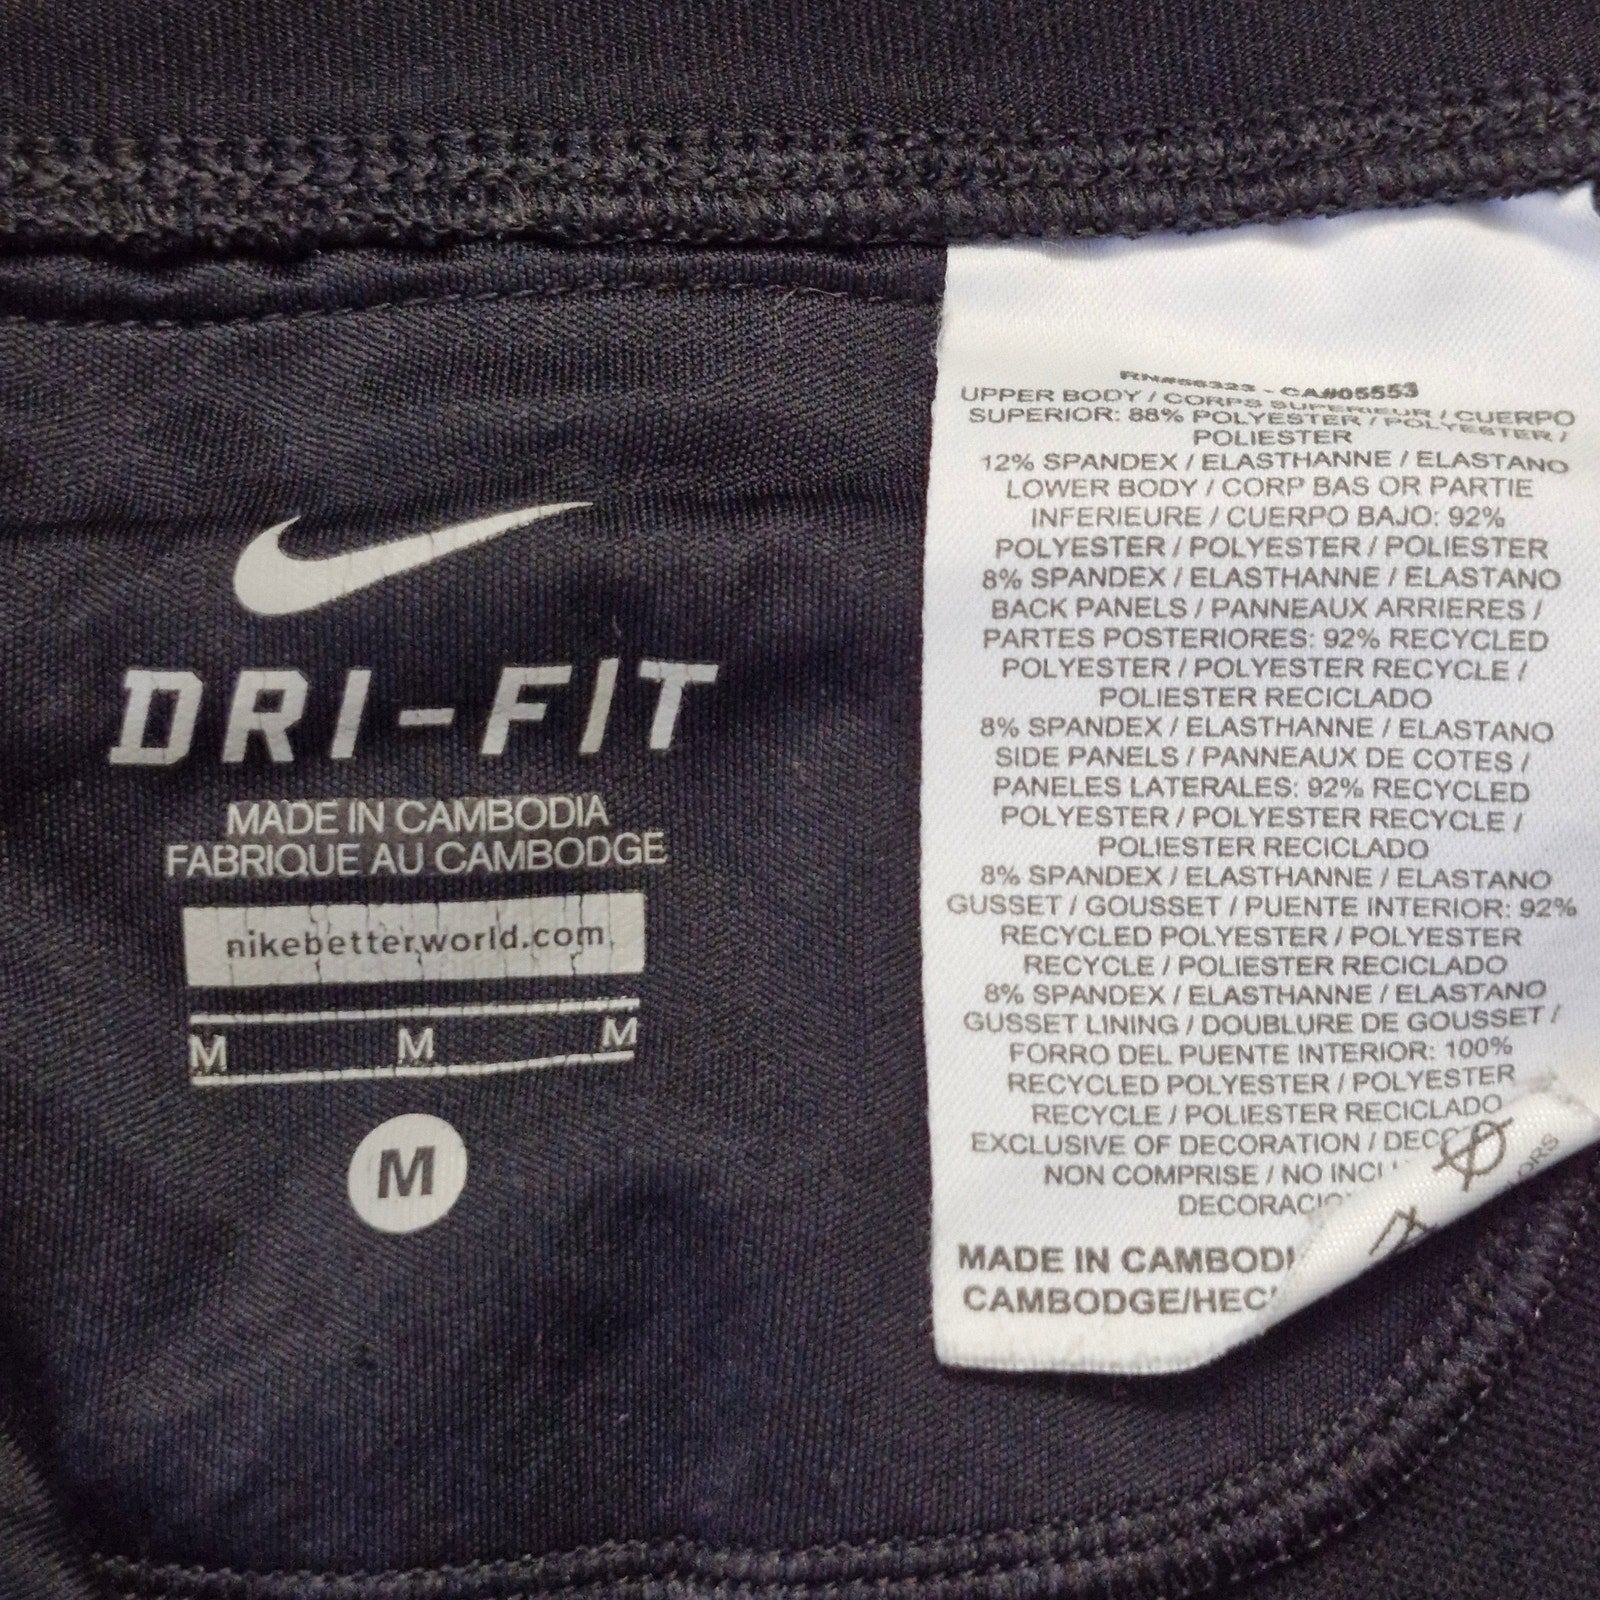 DRI-FIT
MADE IN CAMBODIA
FABRIQUE AU CAMBODGE
nikebetterworld.com
M M M
M
RN#56323 - CA#05553
UPPER BODY / CORPS SUPERIEUR / CUERPO
SUPERIOR: 88% POLYESTER / POLYESTER /
POLIESTER
12% SPANDEX / ELASTHANNE / ELASTANO
LOWER BODY / CORP BAS OR PARTIE
INFERIEURE / CUERPO BAJO: 92%
POLYESTER / POLYESTER / POLIESTER
8% SPANDEX / ELASTHANNE / ELASTANO
BACK PANELS / PANNEAUX ARRIERES /
PARTES POSTERIORES: 92% RECYCLED
POLYESTER / POLYESTER RECYCLE /
POLIESTER RECICLADO
8% SPANDEX / ELASTHANNE / ELASTANO
SIDE PANELS / PANNEAUX DE COTES /
PANELES LATERALES: 92% RECYCLED
POLYESTER / POLYESTER RECYCLE /
POLIESTER RECICLADO
8% SPANDEX / ELASTHANNE / ELASTANO
GUSSET / GOUSSET / PUENTE INTERIOR: 92%
RECYCLED POLYESTER / POLYESTER
RECYCLE / POLIESTER RECICLADO
8% SPANDEX / ELASTHANNE / ELASTANO
GUSSET LINING / DOUBLURE DE GOUSSET /
FORRO DEL PUENTE INTERIOR: 100%
RECYCLED POLYESTER / POLYESTER
RECYCLE / POLIESTER RECICLADO
EXCLUSIVE OF DECORATION /
NON COMPRISE / NO
MADE IN
CAMBODGE/